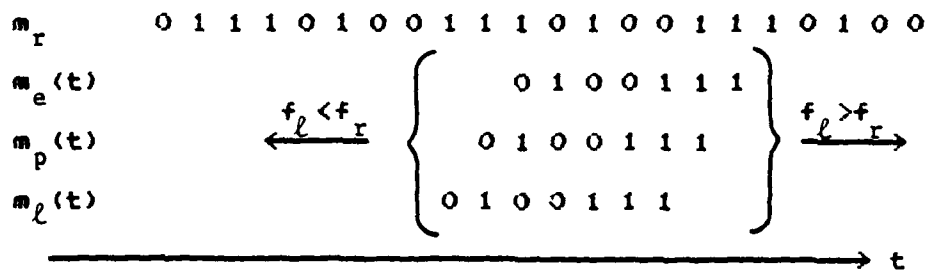 m_r 0 1 1 1 0 1 0 0 1 1 1 0 1 0 0 1 1 1 0 1 0 0
m_e(t) 0 1 0 0 1 1 1
f_ℓ<f_r f_ℓ>f_r
m_p(t) 0 1 0 0 1 1 1
m_ℓ(t) 0 1 0 0 1 1 1
t